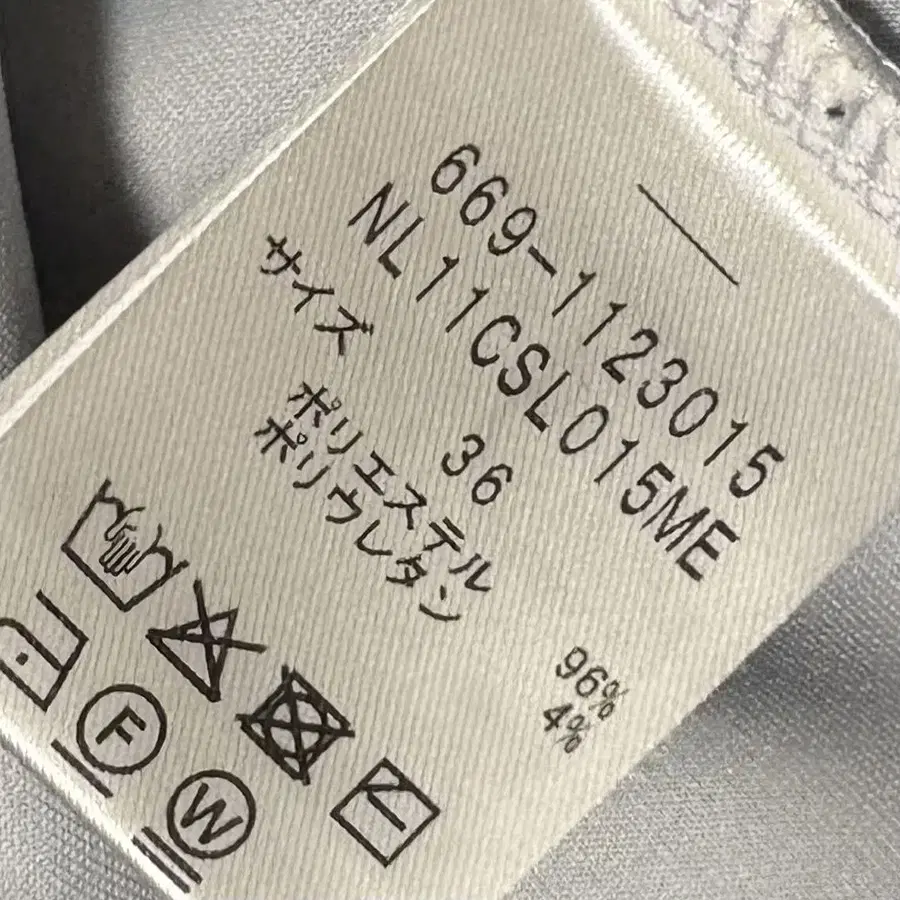 669-1123015
NL11CSL015ME
サイズ 36
ポリエステル 96%
ポリウレタン 4%
F
W